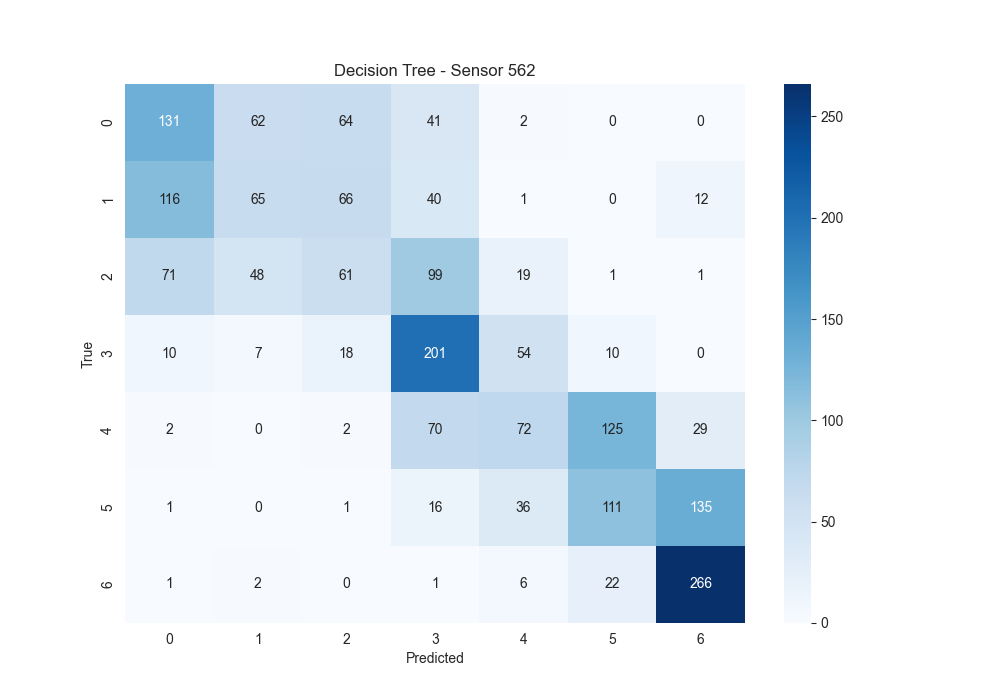 Decision Tree - Sensor 562
True
0 131 62 64 41 2 0 0
1 116 65 66 40 1 0 12
2 71 48 61 99 19 1 1
3 10 7 18 201 54 10 0
4 2 0 2 70 72 125 29
5 1 0 1 16 36 111 135
6 1 2 0 1 6 22 266
0 1 2 3 4 5 6
Predicted
250
200
150
100
50
0